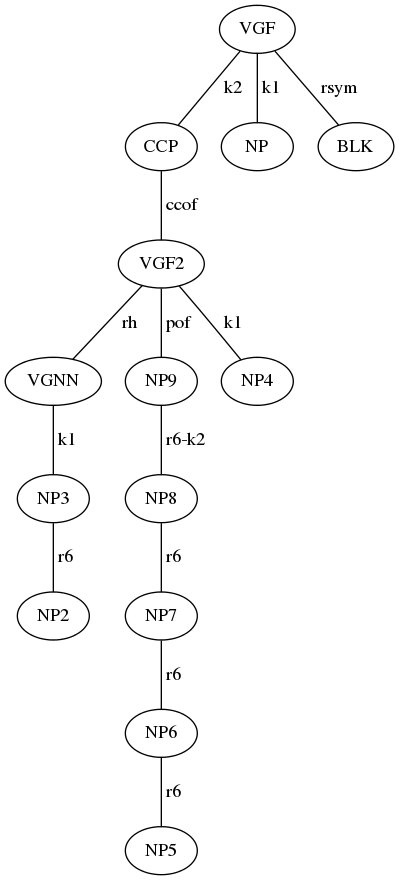 VGF
k2 k1 rsym
CCP NP BLK
ccof
VGF2
rh pof k1
VGNN NP9 NP4
k1 r6-k2
NP3 NP8
r6 r6
NP2 NP7
r6
NP6
r6
NP5